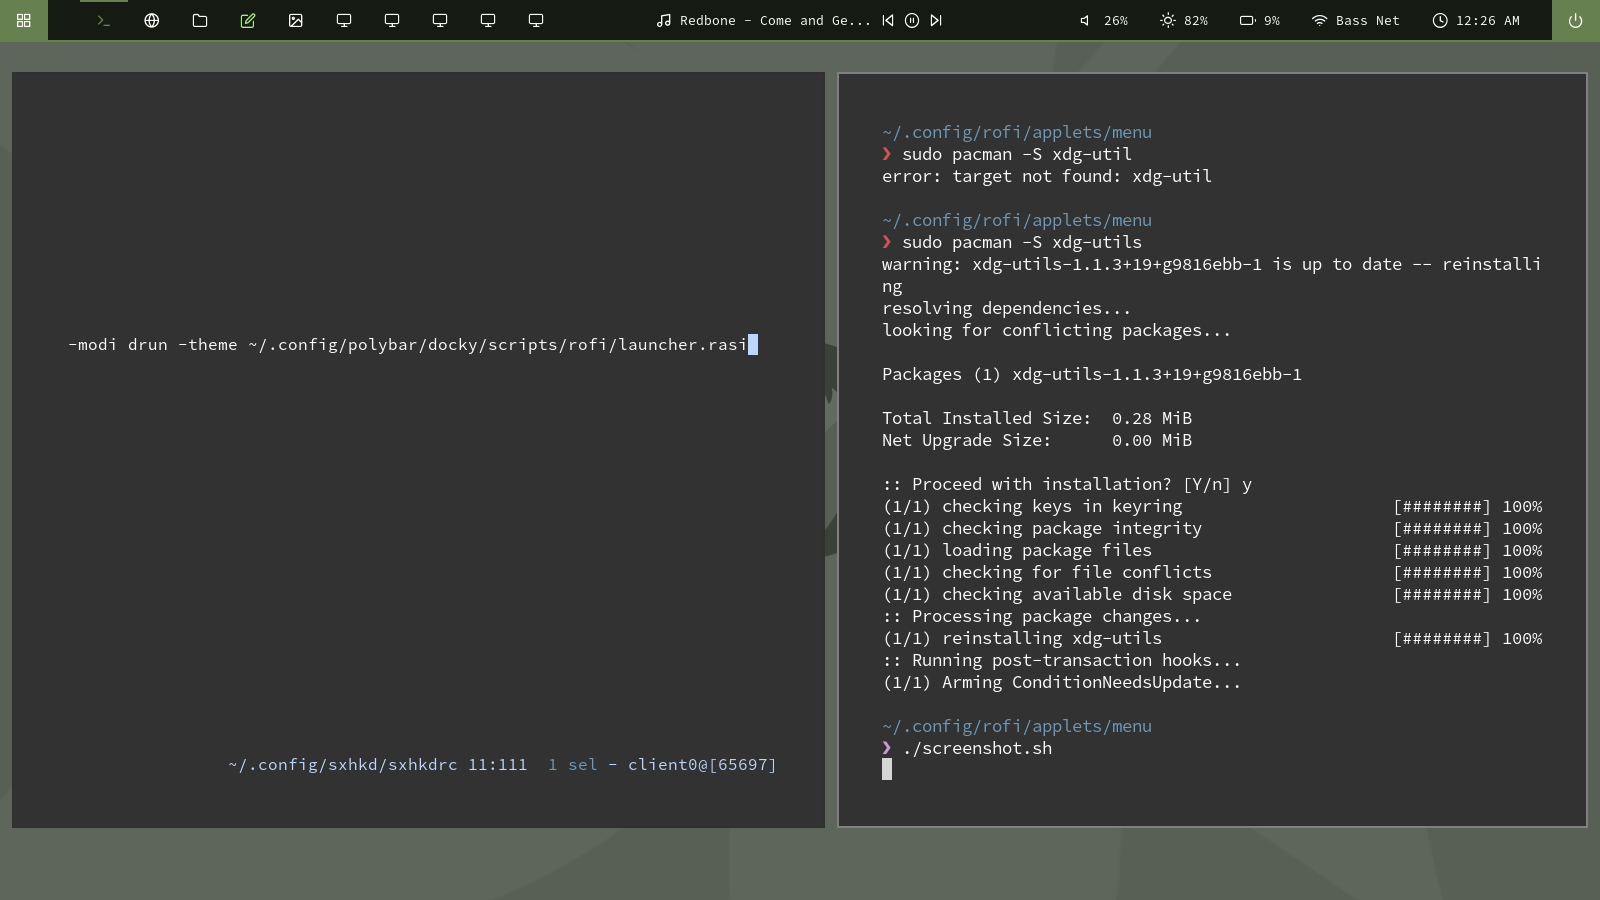 Redbone - Come and Ge... 26% 82% 9% Bass Net 12:26 AM
-modi drun -theme ~/.config/polybar/docky/scripts/rofi/launcher.rasi
~/.config/sxhkd/sxhkdrc 11:111 1 sel - client0@[65697]
~/.config/rofi/applets/menu
❯ sudo pacman -S xdg-util
error: target not found: xdg-util
~/.config/rofi/applets/menu
❯ sudo pacman -S xdg-utils
warning: xdg-utils-1.1.3+19+g9816ebb-1 is up to date -- reinstalli
ng
resolving dependencies...
looking for conflicting packages...
Packages (1) xdg-utils-1.1.3+19+g9816ebb-1
Total Installed Size:  0.28 MiB
Net Upgrade Size:      0.00 MiB
:: Proceed with installation? [Y/n] y
(1/1) checking keys in keyring [########] 100%
(1/1) checking package integrity [########] 100%
(1/1) loading package files [########] 100%
(1/1) checking for file conflicts [########] 100%
(1/1) checking available disk space [########] 100%
:: Processing package changes...
(1/1) reinstalling xdg-utils [########] 100%
:: Running post-transaction hooks...
(1/1) Arming ConditionNeedsUpdate...
~/.config/rofi/applets/menu
❯ ./screenshot.sh